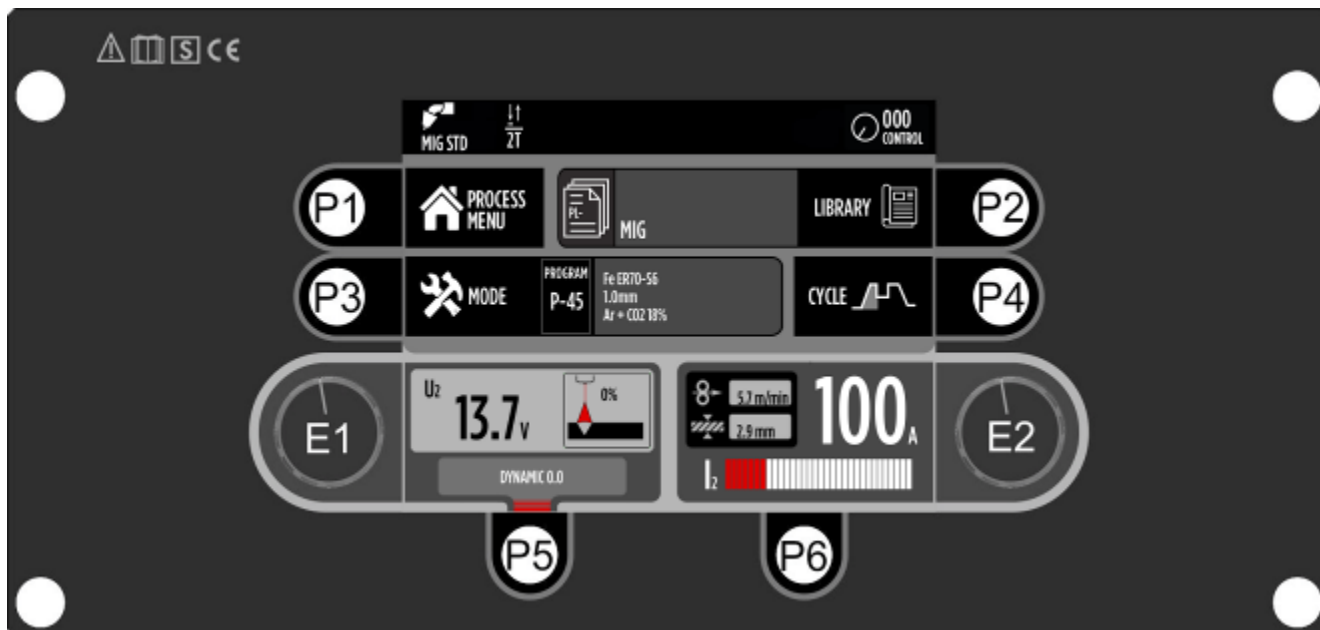 S CE
MIG STD
2T
000
CONTROL
P1
PROCESS
MENU
PL-
MIG
LIBRARY
P2
P3
MODE
PROGRAM
P-45
Fe ER70-S6
1.0mm
Ar + CO2 18%
CYCLE
P4
E1
U2
13.7V
0%
DYNAMIC 0.0
8
5.7 m/min
2.9 mm
100A
I2
E2
P5
P6